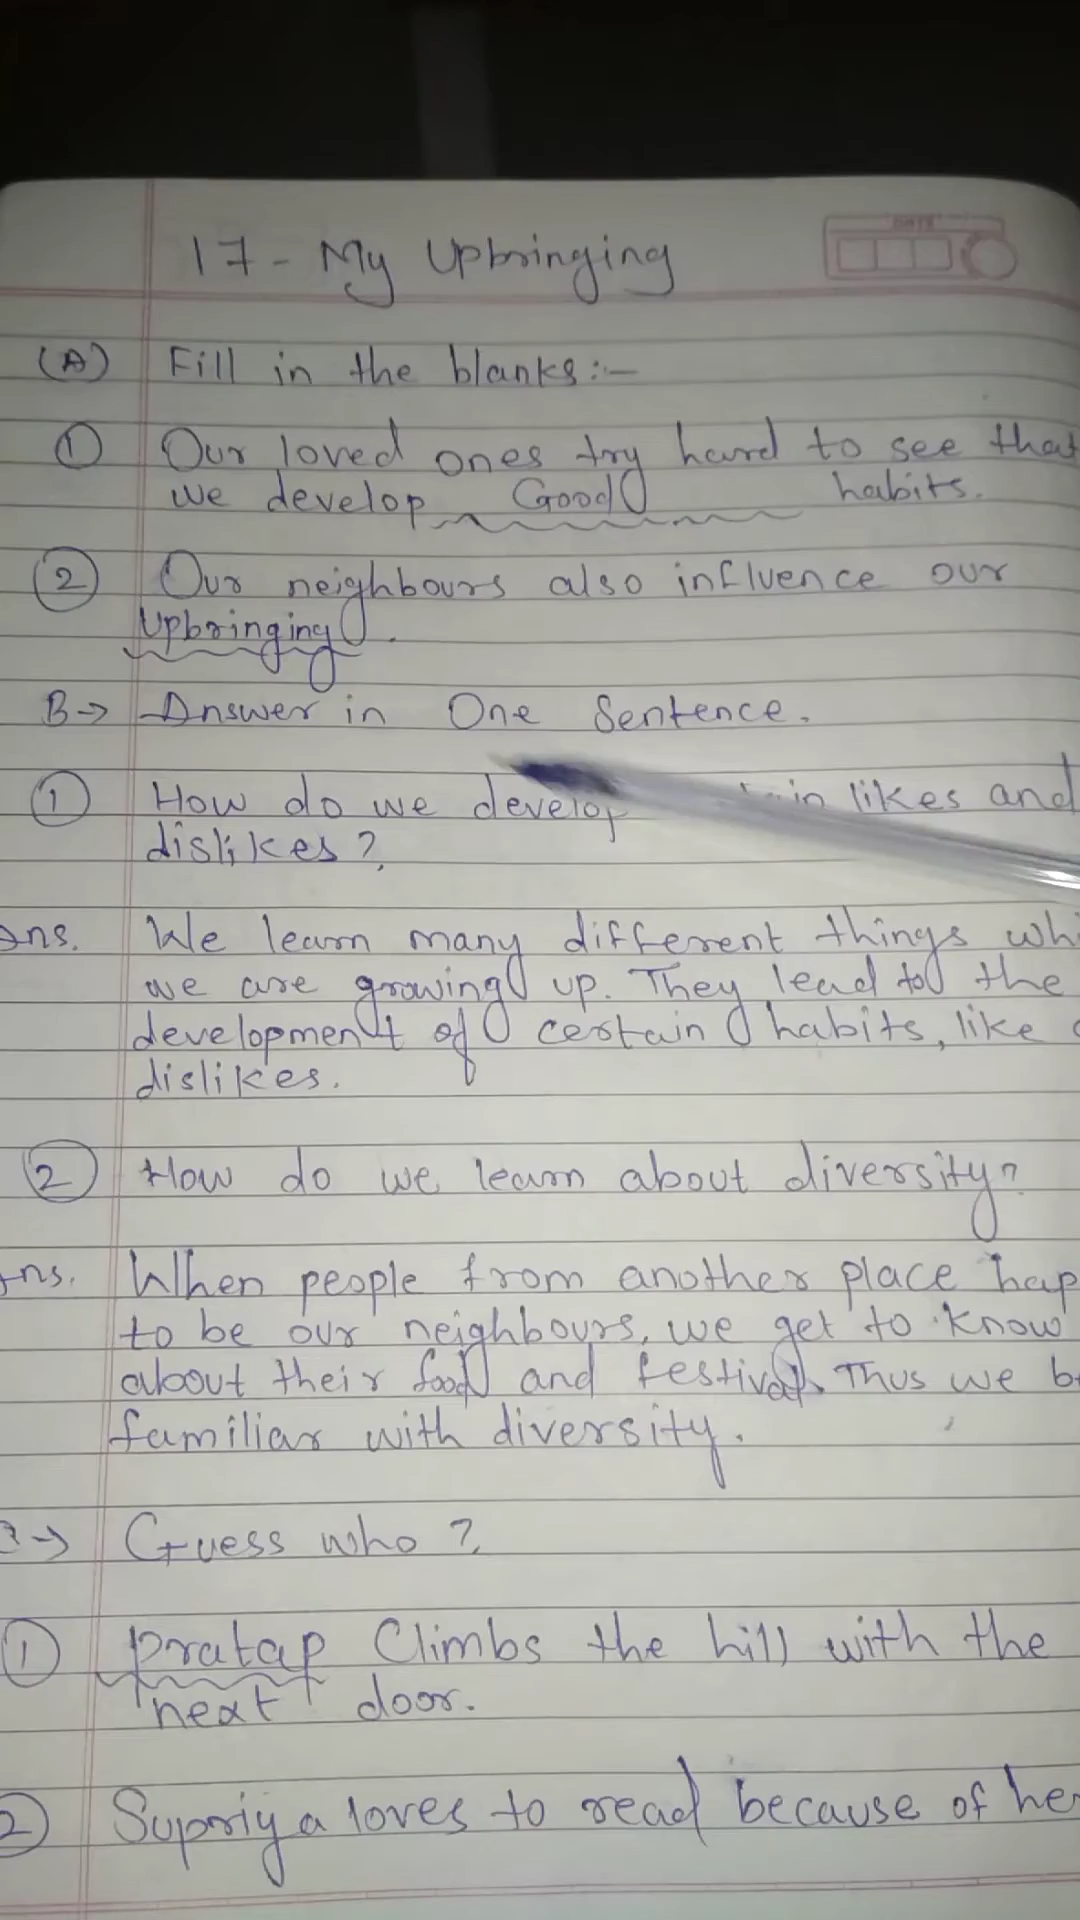 DATE
17 - My Upbringing
(A) Fill in the blanks :-
① Our loved ones try hard to see that
we develop Good habits.
② Our neighbours also influence our
Upbringing.
B→ Answer in One Sentence.
① How do we develop likes and
dislikes?
Ans. We learn many different things
we are growing up. They lead to the
development of certain habits, like
dislikes.
② How do we learn about diversity?
Ans. When people from another place
to be our neighbours, we get to know
about their food and festival. Thus we
familiar with diversity.
→ Guess who?
① Pratap Climbs the hill with the
next door.
② Supriya loves to read because of